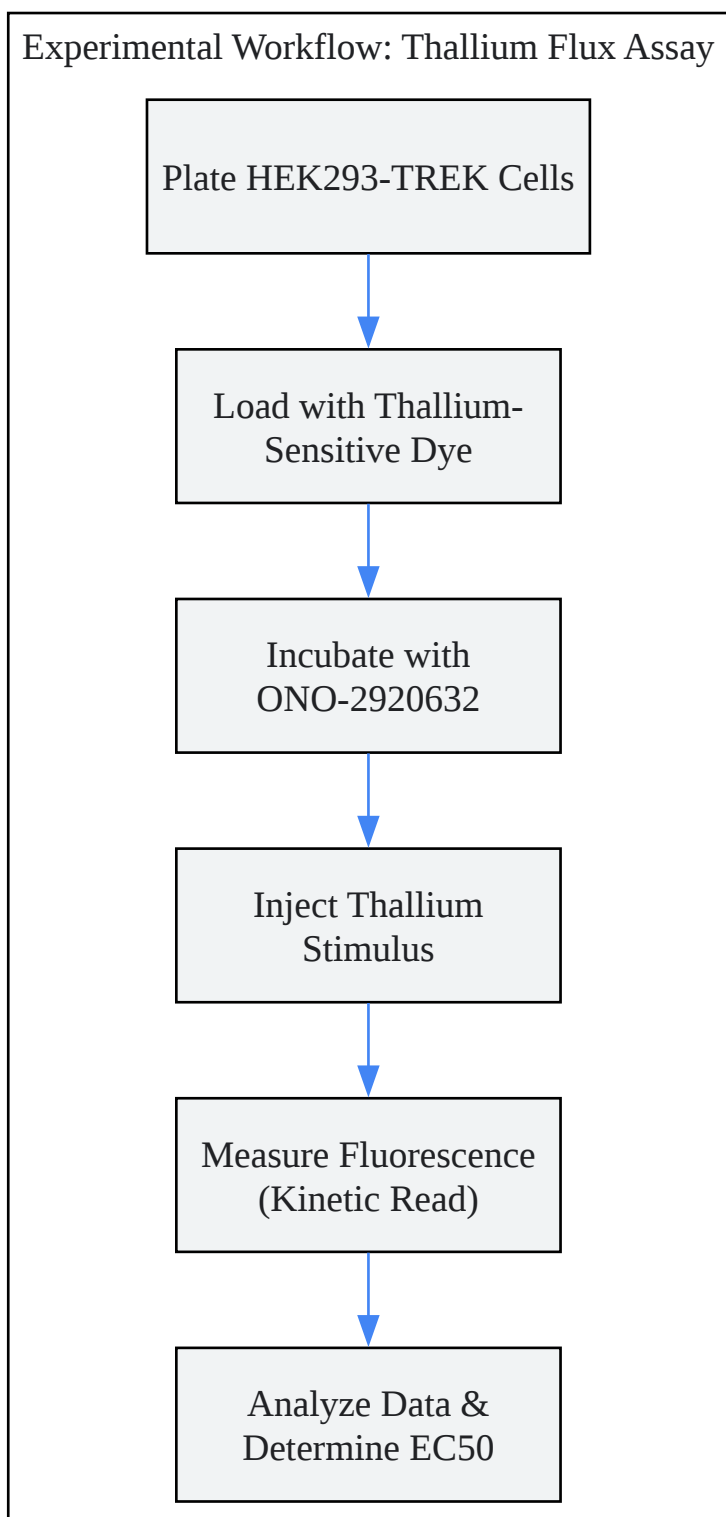 Experimental Workflow: Thallium Flux Assay
Plate HEK293-TREK Cells
Load with Thallium-
Sensitive Dye
Incubate with
ONO-2920632
Inject Thallium
Stimulus
Measure Fluorescence
(Kinetic Read)
Analyze Data &
Determine EC50